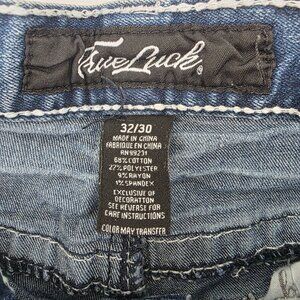 True Luck®
32/30
MADE IN CHINA
FABRIQUE EN CHINA
RN 99231
68% COTTON
22% POLYESTER
9% RAYON
1% SPANDEX
EXCLUSIVE OF
DECORATION
SEE REVERSE FOR
CARE INSTRUCTIONS
COLOR MAY TRANSFER